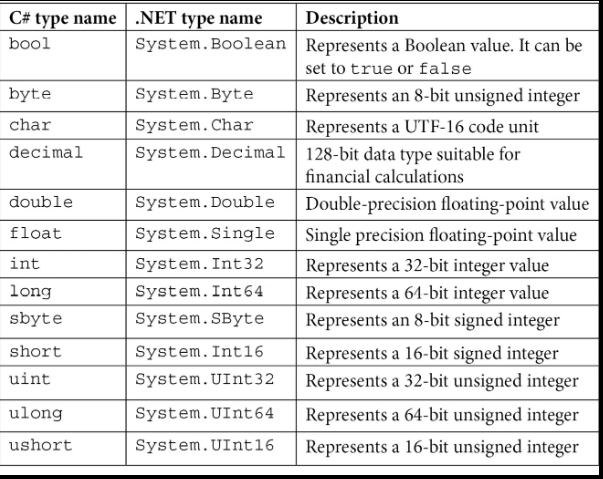 C# type name .NET type name Description
bool System.Boolean Represents a Boolean value. It can be
set to true or false
byte System.Byte Represents an 8-bit unsigned integer
char System.Char Represents a UTF-16 code unit
decimal System.Decimal 128-bit data type suitable for
financial calculations
double System.Double Double-precision floating-point value
float System.Single Single precision floating-point value
int System.Int32 Represents a 32-bit integer value
long System.Int64 Represents a 64-bit integer value
sbyte System.SByte Represents an 8-bit signed integer
short System.Int16 Represents a 16-bit signed integer
uint System.UInt32 Represents a 32-bit unsigned integer
ulong System.UInt64 Represents a 64-bit unsigned integer
ushort System.UInt16 Represents a 16-bit unsigned integer